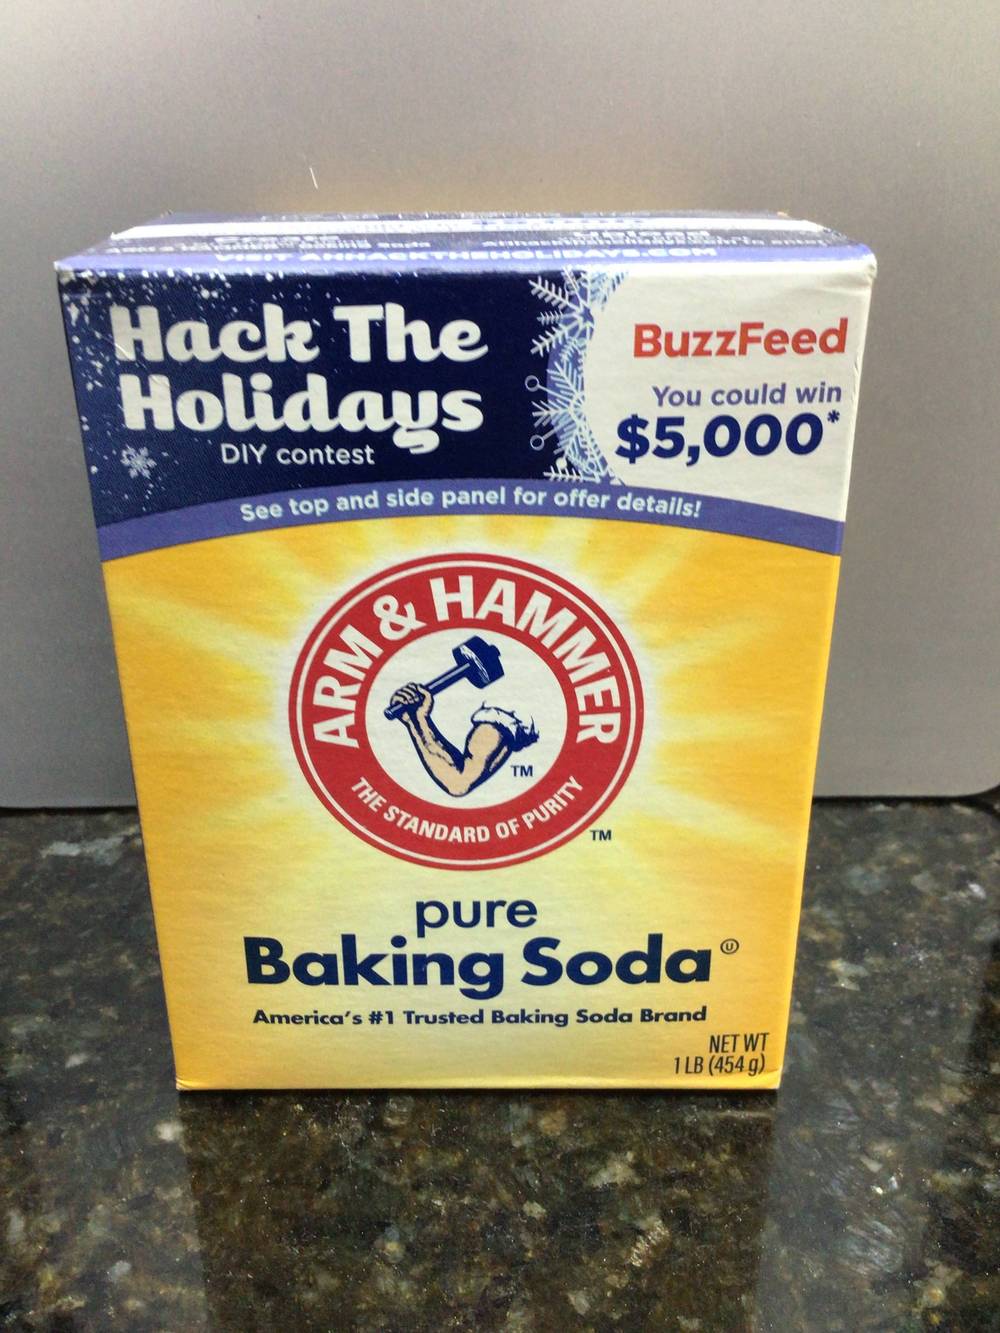 VISIT AHHACKTHEHOLIDAYS.COM
Hack The
Holidays
DIY contest
BuzzFeed
You could win
$5,000*
See top and side panel for offer details!
ARM & HAMMER
TM
THE STANDARD OF PURITY
TM
pure
Baking Soda Ⓤ
America's #1 Trusted Baking Soda Brand
NET WT
1 LB (454 g)